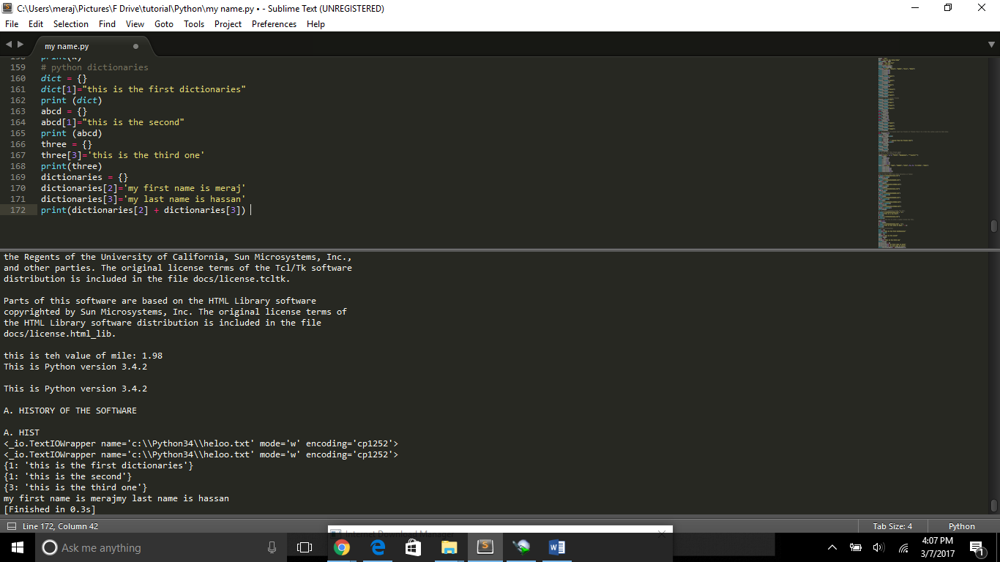 C:\Users\meraj\Pictures\F Drive\tutorial\Python\my name.py • - Sublime Text (UNREGISTERED)
File Edit Selection Find View Goto Tools Project Preferences Help
my name.py
158 print(k)
159 # python dictionaries
160 dict = {}
161 dict[1]="this is the first dictionaries"
162 print (dict)
163 abcd = {}
164 abcd[1]="this is the second"
165 print (abcd)
166 three = {}
167 three[3]='this is the third one'
168 print(three)
169 dictionaries = {}
170 dictionaries[2]='my first name is meraj'
171 dictionaries[3]='my last name is hassan'
172 print(dictionaries[2] + dictionaries[3])
the Regents of the University of California, Sun Microsystems, Inc.,
and other parties. The original license terms of the Tcl/Tk software
distribution is included in the file docs/license.tcltk.
Parts of this software are based on the HTML Library software
copyrighted by Sun Microsystems, Inc. The original license terms of
the HTML Library software distribution is included in the file
docs/license.html_lib.
this is teh value of mile: 1.98
This is Python version 3.4.2
This is Python version 3.4.2
A. HISTORY OF THE SOFTWARE
A. HIST
<_io.TextIOWrapper name='c:\\Python34\\heloo.txt' mode='w' encoding='cp1252'>
<_io.TextIOWrapper name='c:\\Python34\\heloo.txt' mode='w' encoding='cp1252'>
{1: 'this is the first dictionaries'}
{1: 'this is the second'}
{3: 'this is the third one'}
my first name is merajmy last name is hassan
[Finished in 0.3s]
Line 172, Column 42 Tab Size: 4 Python
Internet Download Manager
Ask me anything
4:07 PM
3/7/2017
1